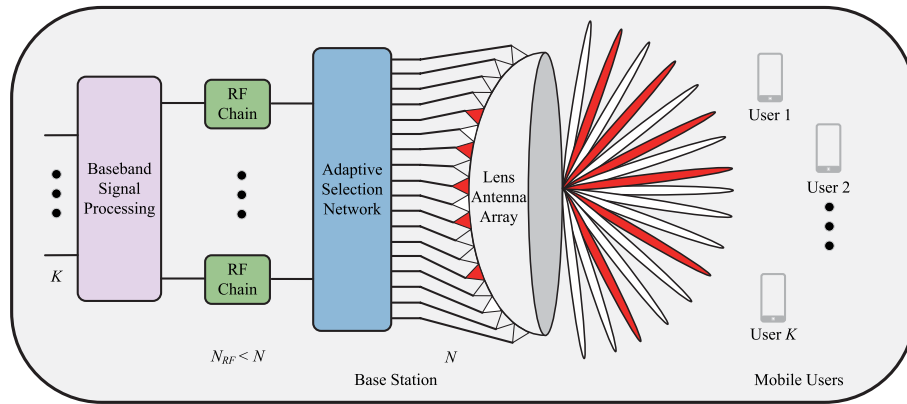 Baseband
Signal
Processing
K
RF
Chain
RF
Chain
N_RF < N
Adaptive
Selection
Network
N
Lens
Antenna
Array
Base Station
User 1
User 2
User K
Mobile Users